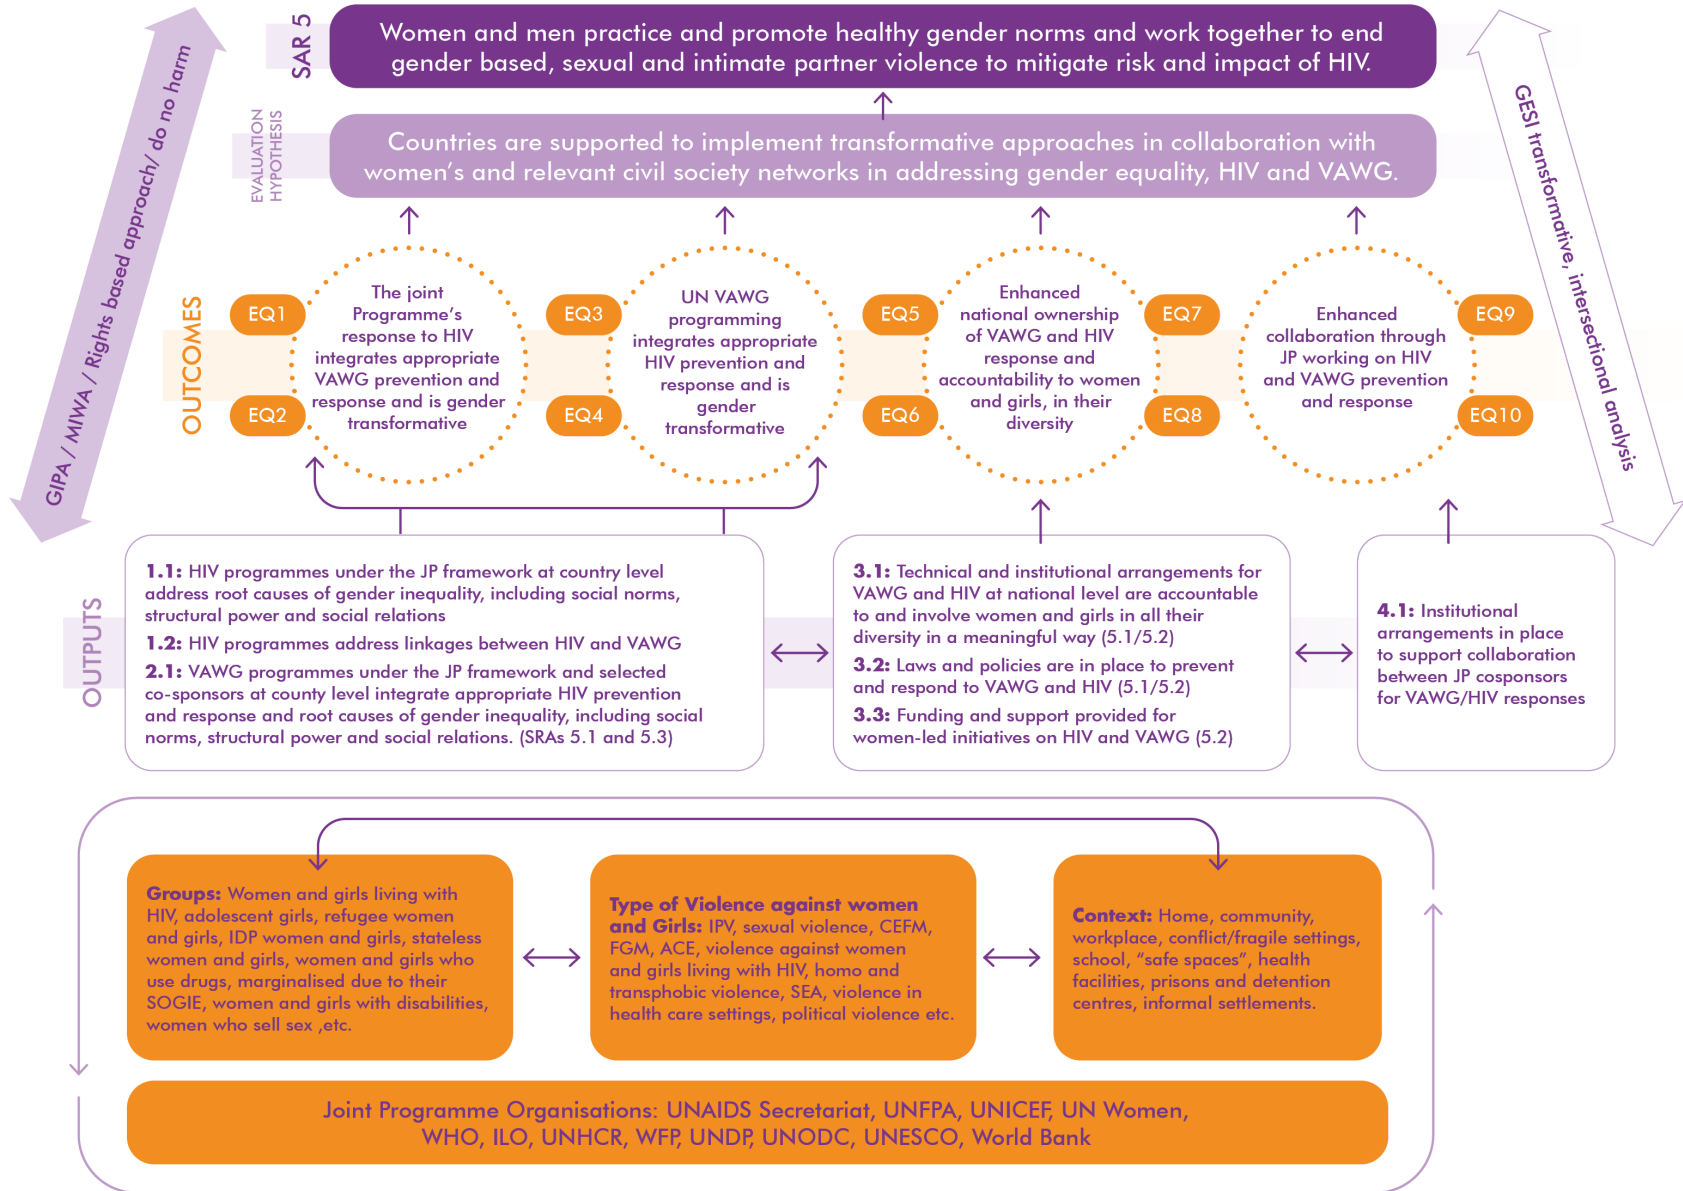 SAR 5
Women and men practice and promote healthy gender norms and work together to end
gender based, sexual and intimate partner violence to mitigate risk and impact of HIV.
EVALUATION
HYPOTHESIS
Countries are supported to implement transformative approaches in collaboration with
women's and relevant civil society networks in addressing gender equality, HIV and VAWG.
GIPA / MIWA / Rights based approach/ do no harm
GESI transformative, intersectional analysis
OUTCOMES
EQ1
EQ2
The joint
Programme's
response to HIV
integrates appropriate
VAWG prevention and
response and is gender
transformative
EQ3
EQ4
UN VAWG
programming
integrates appropriate
HIV prevention and
response and is
gender
transformative
EQ5
EQ6
Enhanced
national ownership
of VAWG and HIV
response and
accountability to women
and girls, in their
diversity
EQ7
EQ8
Enhanced
collaboration through
JP working on HIV
and VAWG prevention
and response
EQ9
EQ10
OUTPUTS
1.1: HIV programmes under the JP framework at country level
address root causes of gender inequality, including social norms,
structural power and social relations
1.2: HIV programmes address linkages between HIV and VAWG
2.1: VAWG programmes under the JP framework and selected
co-sponsors at county level integrate appropriate HIV prevention
and response and root causes of gender inequality, including social
norms, structural power and social relations. (SRAs 5.1 and 5.3)
3.1: Technical and institutional arrangements for
VAWG and HIV at national level are accountable
to and involve women and girls in all their
diversity in a meaningful way (5.1/5.2)
3.2: Laws and policies are in place to prevent
and respond to VAWG and HIV (5.1/5.2)
3.3: Funding and support provided for
women-led initiatives on HIV and VAWG (5.2)
4.1: Institutional
arrangements in place
to support collaboration
between JP cosponsors
for VAWG/HIV responses
Groups: Women and girls living with
HIV, adolescent girls, refugee women
and girls, IDP women and girls, stateless
women and girls, women and girls who
use drugs, marginalised due to their
SOGIE, women and girls with disabilities,
women who sell sex ,etc.
Type of Violence against women
and Girls: IPV, sexual violence, CEFM,
FGM, ACE, violence against women
and girls living with HIV, homo and
transphobic violence, SEA, violence in
health care settings, political violence etc.
Context: Home, community,
workplace, conflict/fragile settings,
school, “safe spaces”, health
facilities, prisons and detention
centres, informal settlements.
Joint Programme Organisations: UNAIDS Secretariat, UNFPA, UNICEF, UN Women,
WHO, ILO, UNHCR, WFP, UNDP, UNODC, UNESCO, World Bank